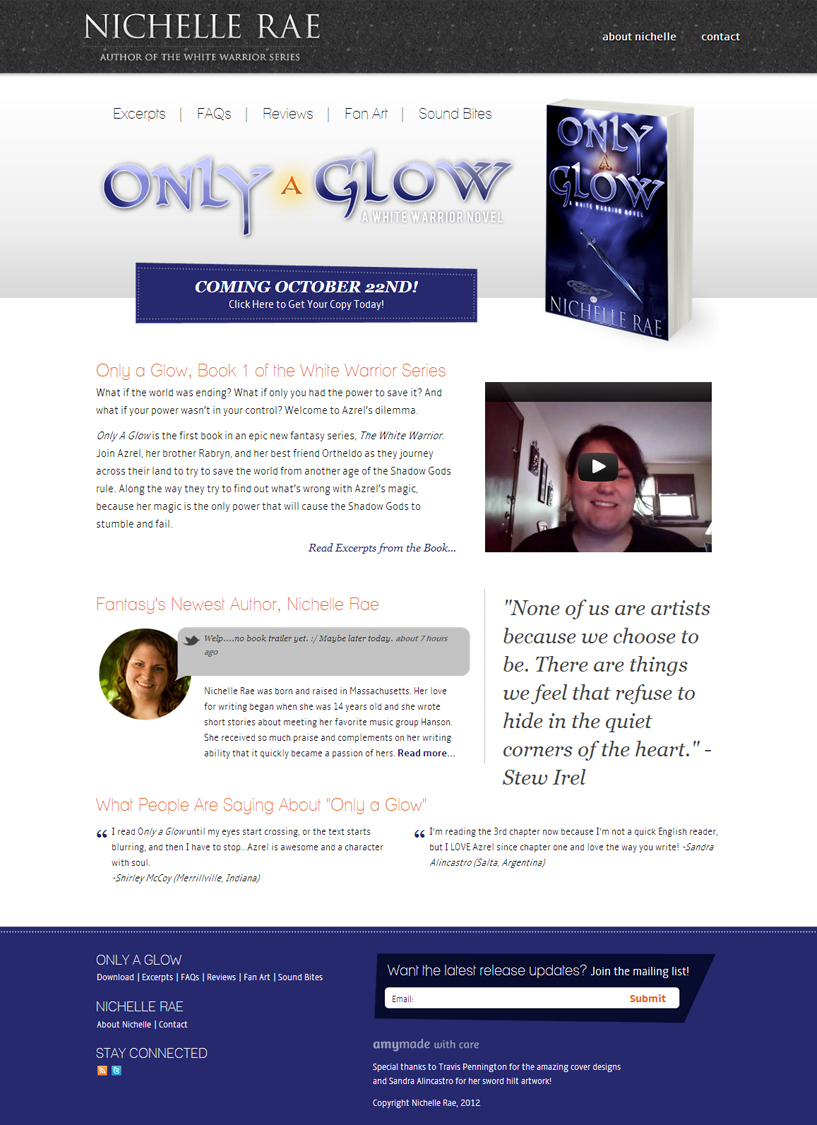 NICHELLE RAE
AUTHOR OF THE WHITE WARRIOR SERIES
about nichelle contact
Excerpts | FAQs | Reviews | Fan Art | Sound Bites
ONLY A GLOW
A WHITE WARRIOR NOVEL
ONLY
A
GLOW
A WHITE WARRIOR NOVEL
NICHELLE RAE
COMING OCTOBER 22ND!
Click Here to Get Your Copy Today!
Only a Glow, Book 1 of the White Warrior Series
What if the world was ending? What if only you had the power to save it? And
what if your power wasn't in your control? Welcome to Azrel's dilemma.
Only A Glow is the first book in an epic new fantasy series, The White Warrior.
Join Azrel, her brother Rabryn, and her best friend Ortheldo as they journey
across their land to try to save the world from another age of the Shadow Gods
rule. Along the way they try to find out what's wrong with Azrel's magic,
because her magic is the only power that will cause the Shadow Gods to
stumble and fail.
Read Excerpts from the Book...
Fantasy's Newest Author, Nichelle Rae
Welp....no book trailer yet. :/ Maybe later today. about 7 hours
ago
Nichelle Rae was born and raised in Massachusetts. Her love
for writing began when she was 14 years old and she wrote
short stories about meeting her favorite music group Hanson.
She received so much praise and complements on her writing
ability that it quickly became a passion of hers. Read more...
"None of us are artists
because we choose to
be. There are things
we feel that refuse to
hide in the quiet
corners of the heart." -
Stew Irel
What People Are Saying About "Only a Glow"
“ I read Only a Glow until my eyes start crossing, or the text starts
blurring, and then I have to stop...Azrel is awesome and a character
with soul.
-Shirley McCoy (Merrillville, Indiana)
“ I'm reading the 3rd chapter now because I'm not a quick English reader,
but I LOVE Azrel since chapter one and love the way you write! -Sandra
Alincastro (Salta, Argentina)
ONLY A GLOW
Download | Excerpts | FAQs | Reviews | Fan Art | Sound Bites
NICHELLE RAE
About Nichelle | Contact
STAY CONNECTED
Want the latest release updates? Join the mailing list!
Email: Submit
amymade with care
Special thanks to Travis Pennington for the amazing cover designs
and Sandra Alincastro for her sword hilt artwork!
Copyright Nichelle Rae, 2012